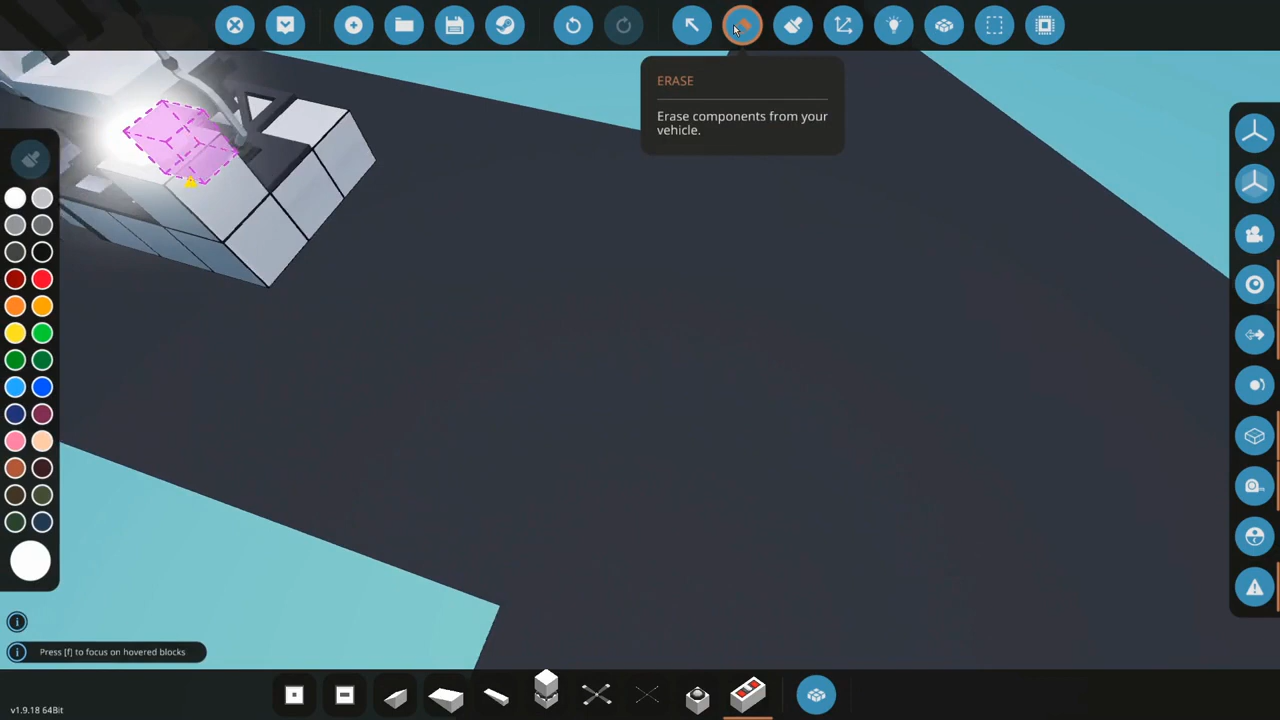 ERASE
Erase components from your
vehicle.
Press [f] to focus on hovered blocks
v1.9.18 64Bit